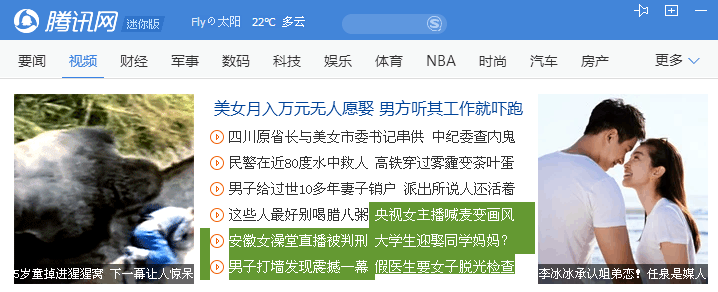 腾讯网 迷你版 Fly㊣太阳 22℃ 多云
要闻 视频 财经 军事 数码 科技 娱乐 体育 NBA 时尚 汽车 房产 更多
美女月入万元无人愿娶 男方听其工作就吓跑
四川原省长与美女市委书记串供 中纪委查内鬼
民警在近80度水中救人 高铁穿过雾霾变茶叶蛋
男子给过世10多年妻子销户 派出所说人还活着
这些人最好别喝腊八粥 央视女主播喊麦变画风
安徽女澡堂直播被判刑 大学生迎娶同学妈妈？
男子打墙发现震撼一幕 假医生要女子脱光检查
5岁童掉进猩猩窝 下一幕让人惊呆
李冰冰承认姐弟恋！任泉是媒人